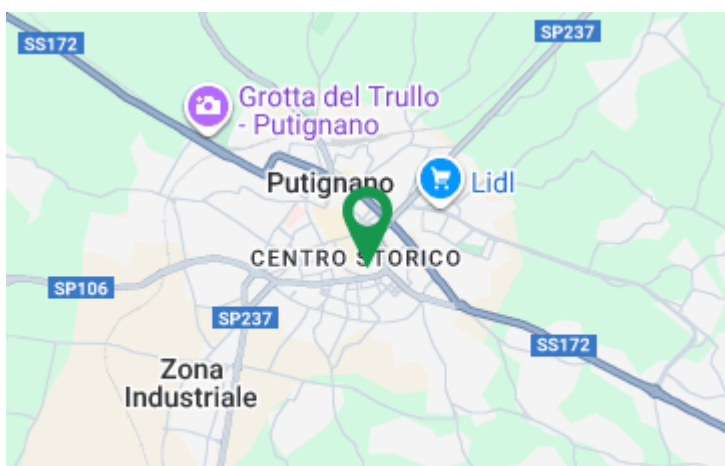 SS172
SP237
Grotta del Trullo
- Putignano
Putignano
Lidl
CENTRO STORICO
SP106
SP237
SS172
Zona
Industriale